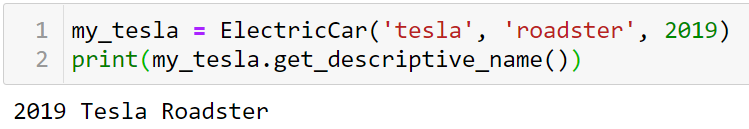 1 my_tesla = ElectricCar('tesla', 'roadster', 2019)
2 print(my_tesla.get_descriptive_name())
2019 Tesla Roadster